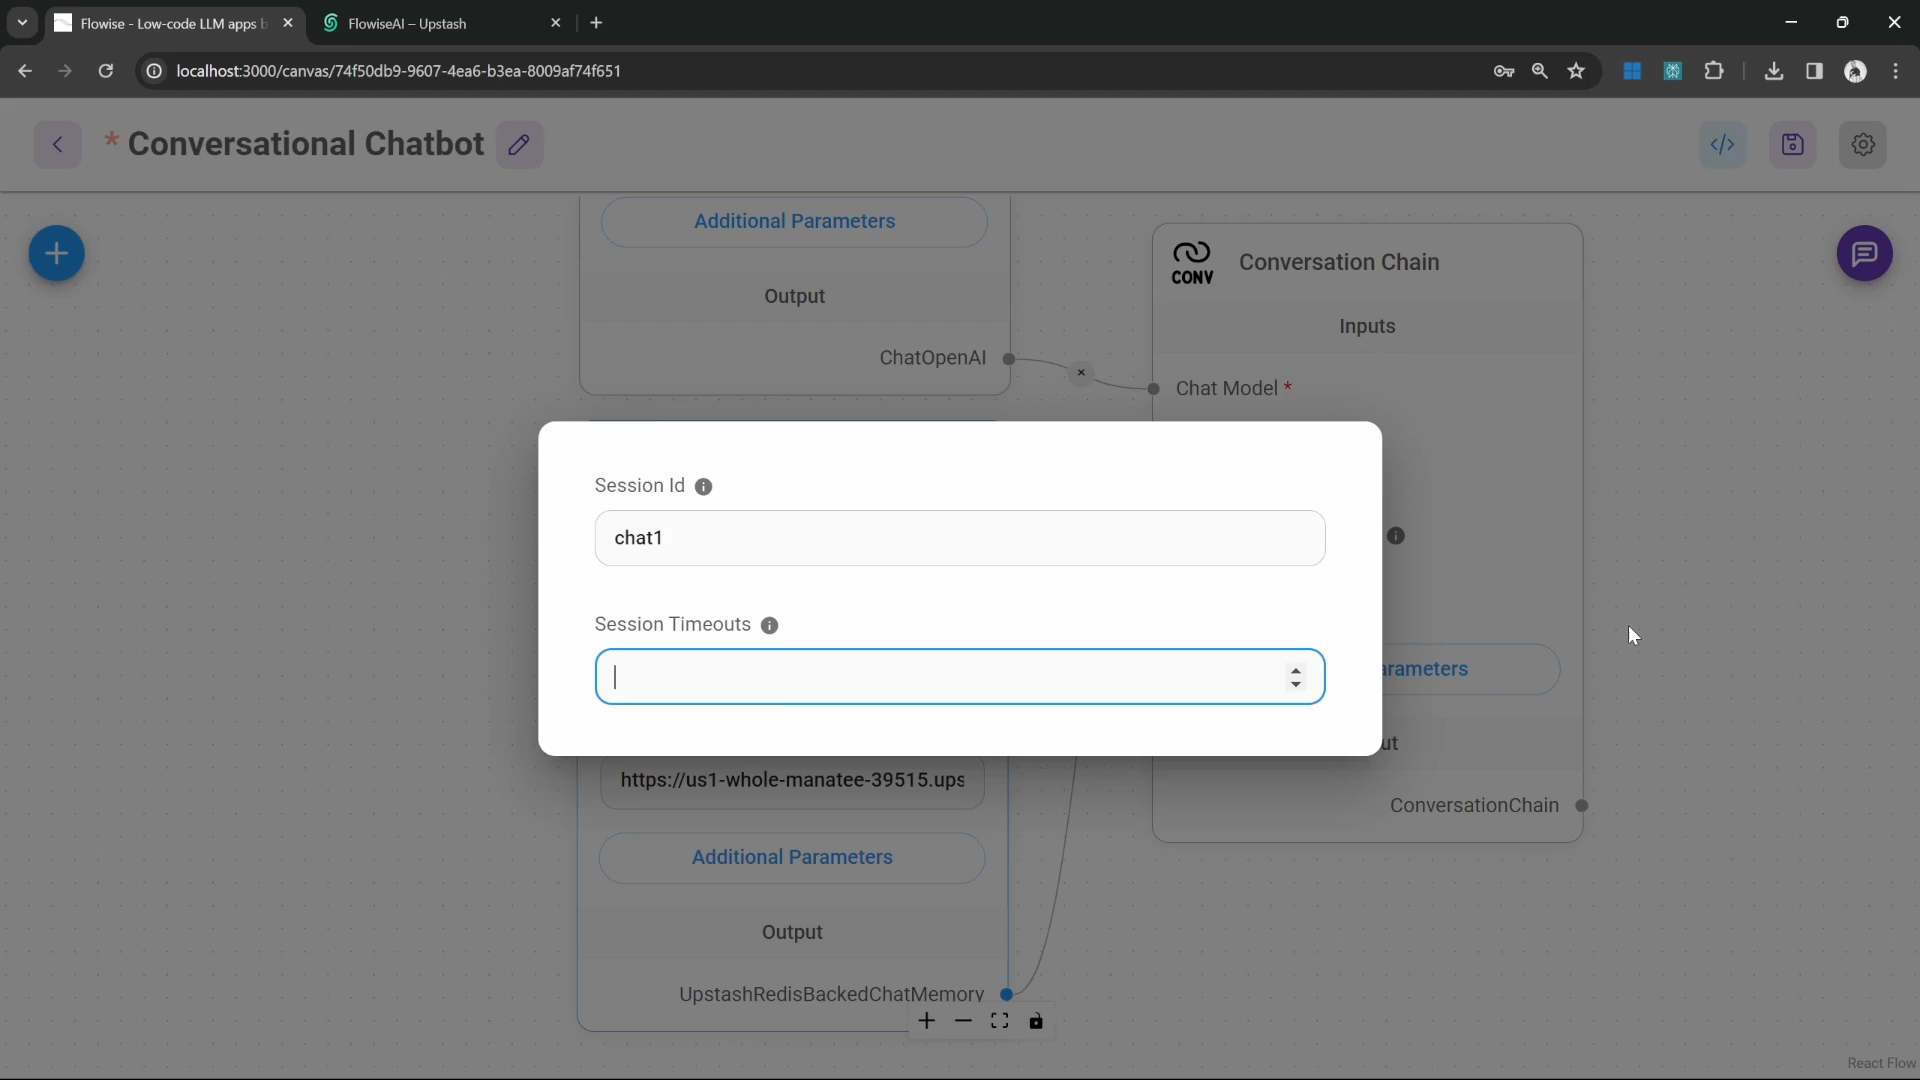 Flowise - Low-code LLM apps b
FlowiseAI – Upstash
localhost:3000/canvas/74f50db9-9607-4ea6-b3ea-8009af74f651
* Conversational Chatbot
</>
Additional Parameters
Output
ChatOpenAI
CONV
Conversation Chain
Inputs
Chat Model *
Session Id
chat1
Session Timeouts
https://us1-whole-manatee-39515.ups
Additional Parameters
Output
UpstashRedisBackedChatMemory
ConversationChain
React Flow